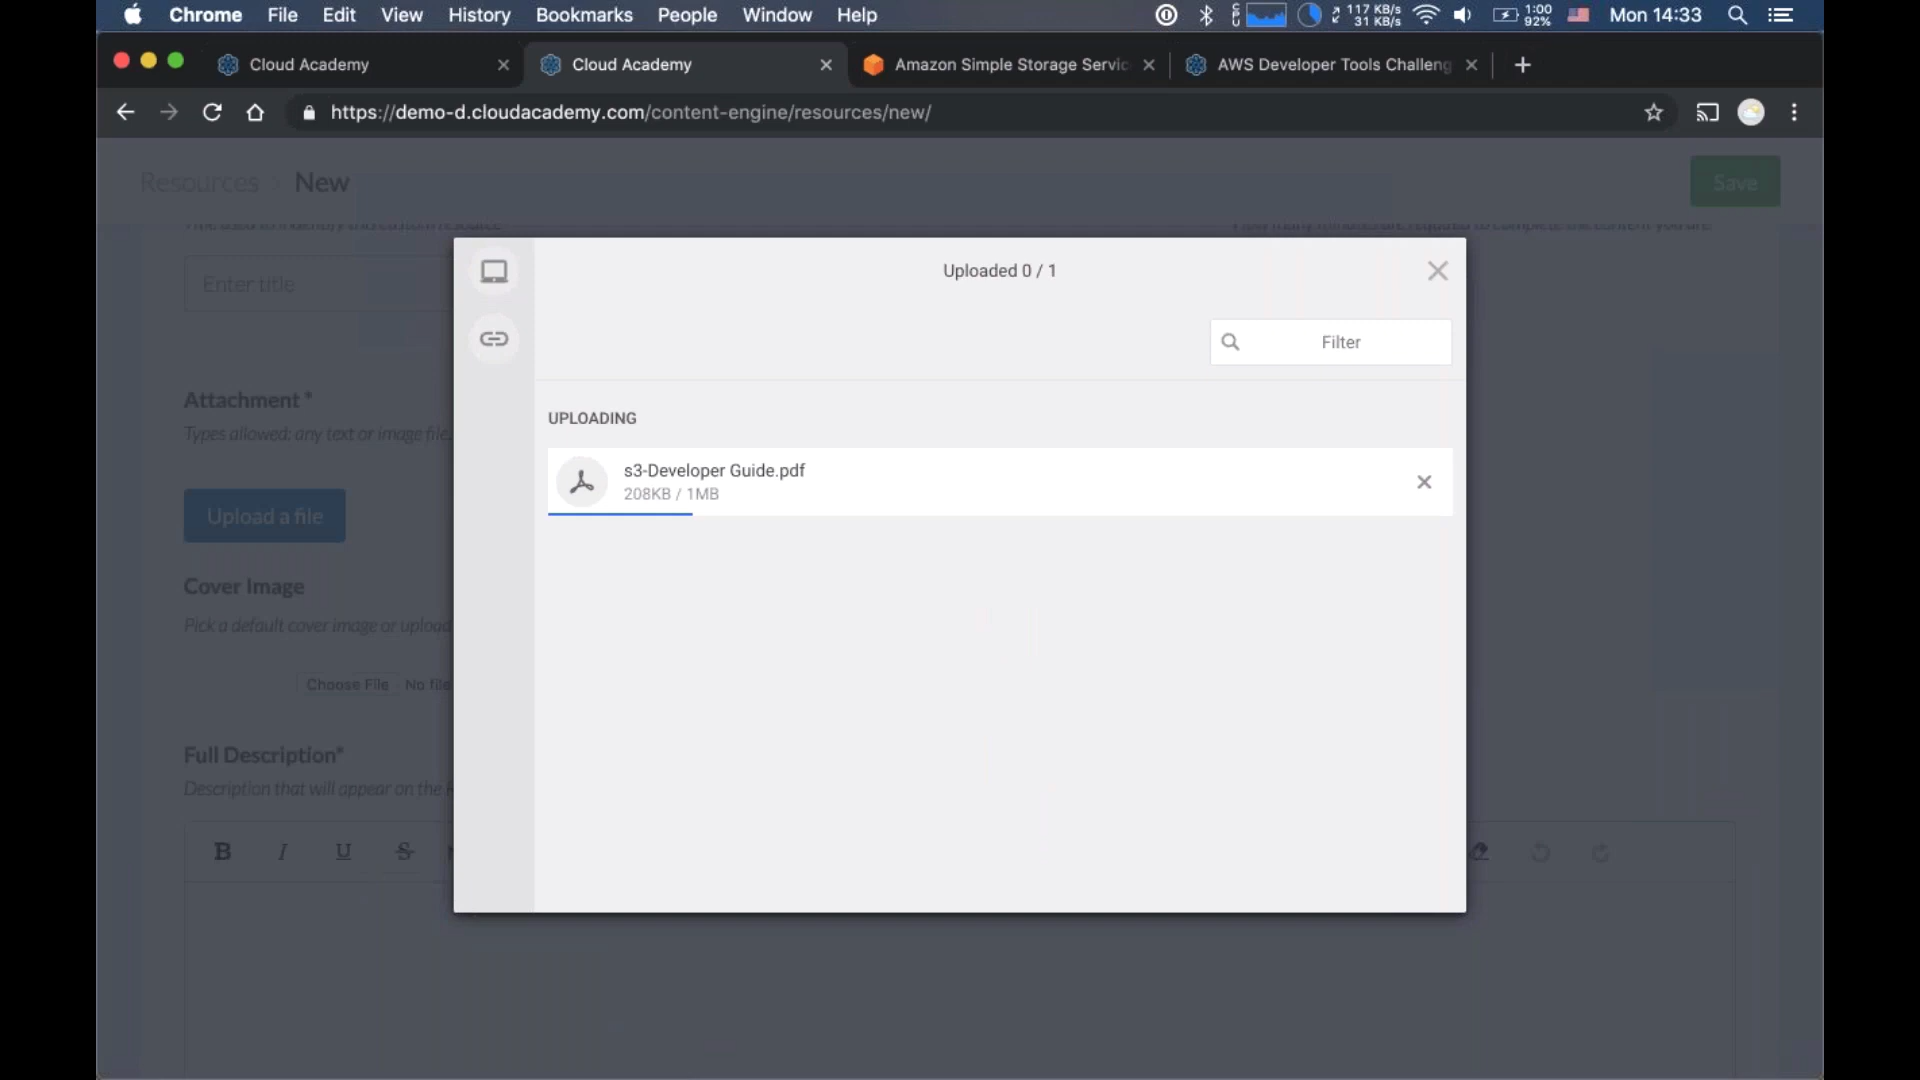 Chrome File Edit View History Bookmarks People Window Help 117 KB/s 31 KB/s 1:00 92% Mon 14:33
Cloud Academy Cloud Academy Amazon Simple Storage Servic AWS Developer Tools Challeng
https://demo-d.cloudacademy.com/content-engine/resources/new/
Resources > New Save
Enter title
Uploaded 0 / 1
Filter
Attachment *
Types allowed: any text or image file.
UPLOADING
s3-Developer Guide.pdf
208KB / 1MB
Upload a file
Cover Image
Pick a default cover image or upload
Choose File No file
Full Description*
Description that will appear on the
B I U S